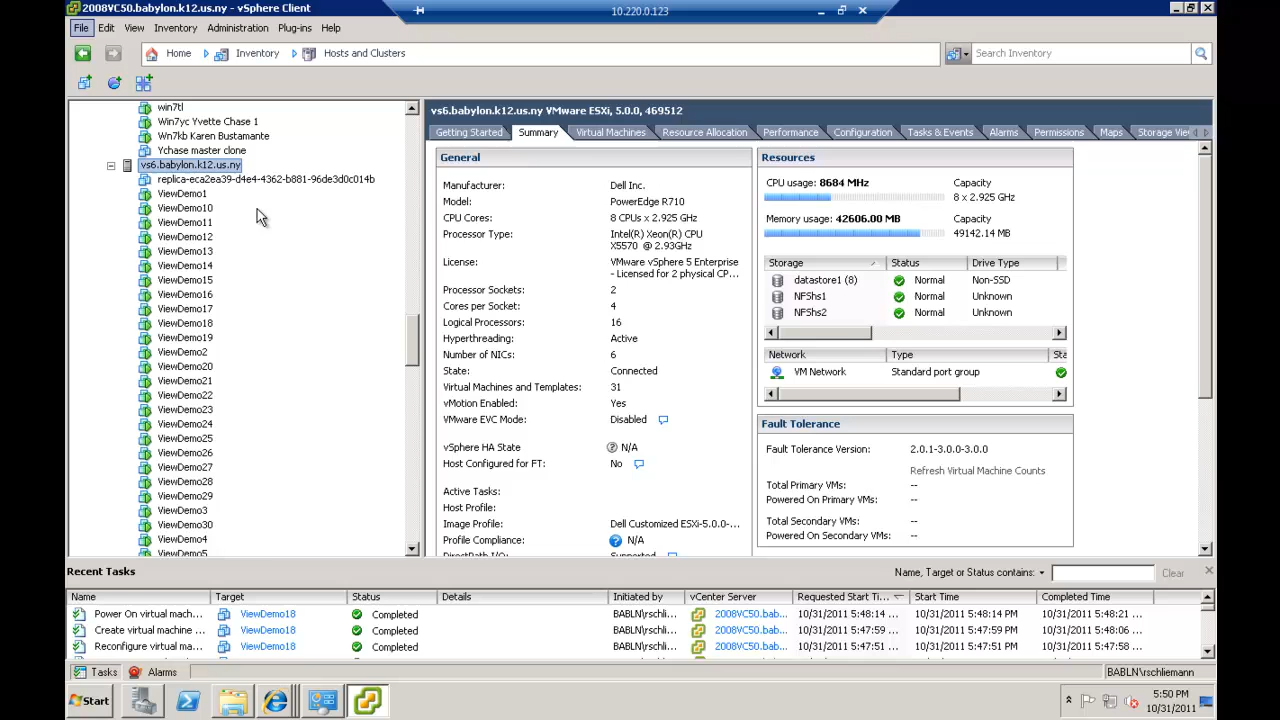 2008VC50.babylon.k12.us.ny - vSphere Client
10.220.0.123
File Edit View Inventory Administration Plug-ins Help
Home Inventory Hosts and Clusters
Search Inventory
win7tl
Win7yc Yvette Chase 1
Wn7kb Karen Bustamante
Ychase master clone
vs6.babylon.k12.us.ny
replica-eca2ea39-d4e4-4362-b881-96de3d0c014b
ViewDemo1
ViewDemo10
ViewDemo11
ViewDemo12
ViewDemo13
ViewDemo14
ViewDemo15
ViewDemo16
ViewDemo17
ViewDemo18
ViewDemo19
ViewDemo2
ViewDemo20
ViewDemo21
ViewDemo22
ViewDemo23
ViewDemo24
ViewDemo25
ViewDemo26
ViewDemo27
ViewDemo28
ViewDemo29
ViewDemo3
ViewDemo30
ViewDemo4
ViewDemo5
vs6.babylon.k12.us.ny VMware ESXi, 5.0.0, 469512
Getting Started Summary Virtual Machines Resource Allocation Performance Configuration Tasks & Events Alarms Permissions Maps Storage Vie
General
Manufacturer: Dell Inc.
Model: PowerEdge R710
CPU Cores: 8 CPUs x 2.925 GHz
Processor Type: Intel(R) Xeon(R) CPU
X5570 @ 2.93GHz
License: VMware vSphere 5 Enterprise
- Licensed for 2 physical CP...
Processor Sockets: 2
Cores per Socket: 4
Logical Processors: 16
Hyperthreading: Active
Number of NICs: 6
State: Connected
Virtual Machines and Templates: 31
vMotion Enabled: Yes
VMware EVC Mode: Disabled
vSphere HA State N/A
Host Configured for FT: No
Active Tasks:
Host Profile:
Image Profile: Dell Customized ESXi-5.0.0-...
Profile Compliance: N/A
DirectPath I/O: Supported
Resources
CPU usage: 8684 MHz Capacity
8 x 2.925 GHz
Memory usage: 42606.00 MB Capacity
49142.14 MB
Storage Status Drive Type
datastore1 (8) Normal Non-SSD
NFShs1 Normal Unknown
NFShs2 Normal Unknown
Network Type Sta
VM Network Standard port group
Fault Tolerance
Fault Tolerance Version: 2.0.1-3.0.0-3.0.0
Refresh Virtual Machine Counts
Total Primary VMs: --
Powered On Primary VMs: --
Total Secondary VMs: --
Powered On Secondary VMs: --
Recent Tasks
Name, Target or Status contains: Clear
Name Target Status Details Initiated by vCenter Server Requested Start Ti... Start Time Completed Time
Power On virtual mach... ViewDemo18 Completed BABLN\rschliem... 2008VC50.bab... 10/31/2011 5:48:14 ... 10/31/2011 5:48:14 PM 10/31/2011 5:48:21 ...
Create virtual machine ... ViewDemo18 Completed BABLN\rschliem... 2008VC50.bab... 10/31/2011 5:47:59 ... 10/31/2011 5:47:59 PM 10/31/2011 5:48:06 ...
Reconfigure virtual ma... ViewDemo18 Completed BABLN\rschliem... 2008VC50.bab... 10/31/2011 5:47:51 ... 10/31/2011 5:47:51 PM 10/31/2011 5:47:59 ...
Tasks Alarms
BABLN\rschliemann
Start
5:50 PM
10/31/2011